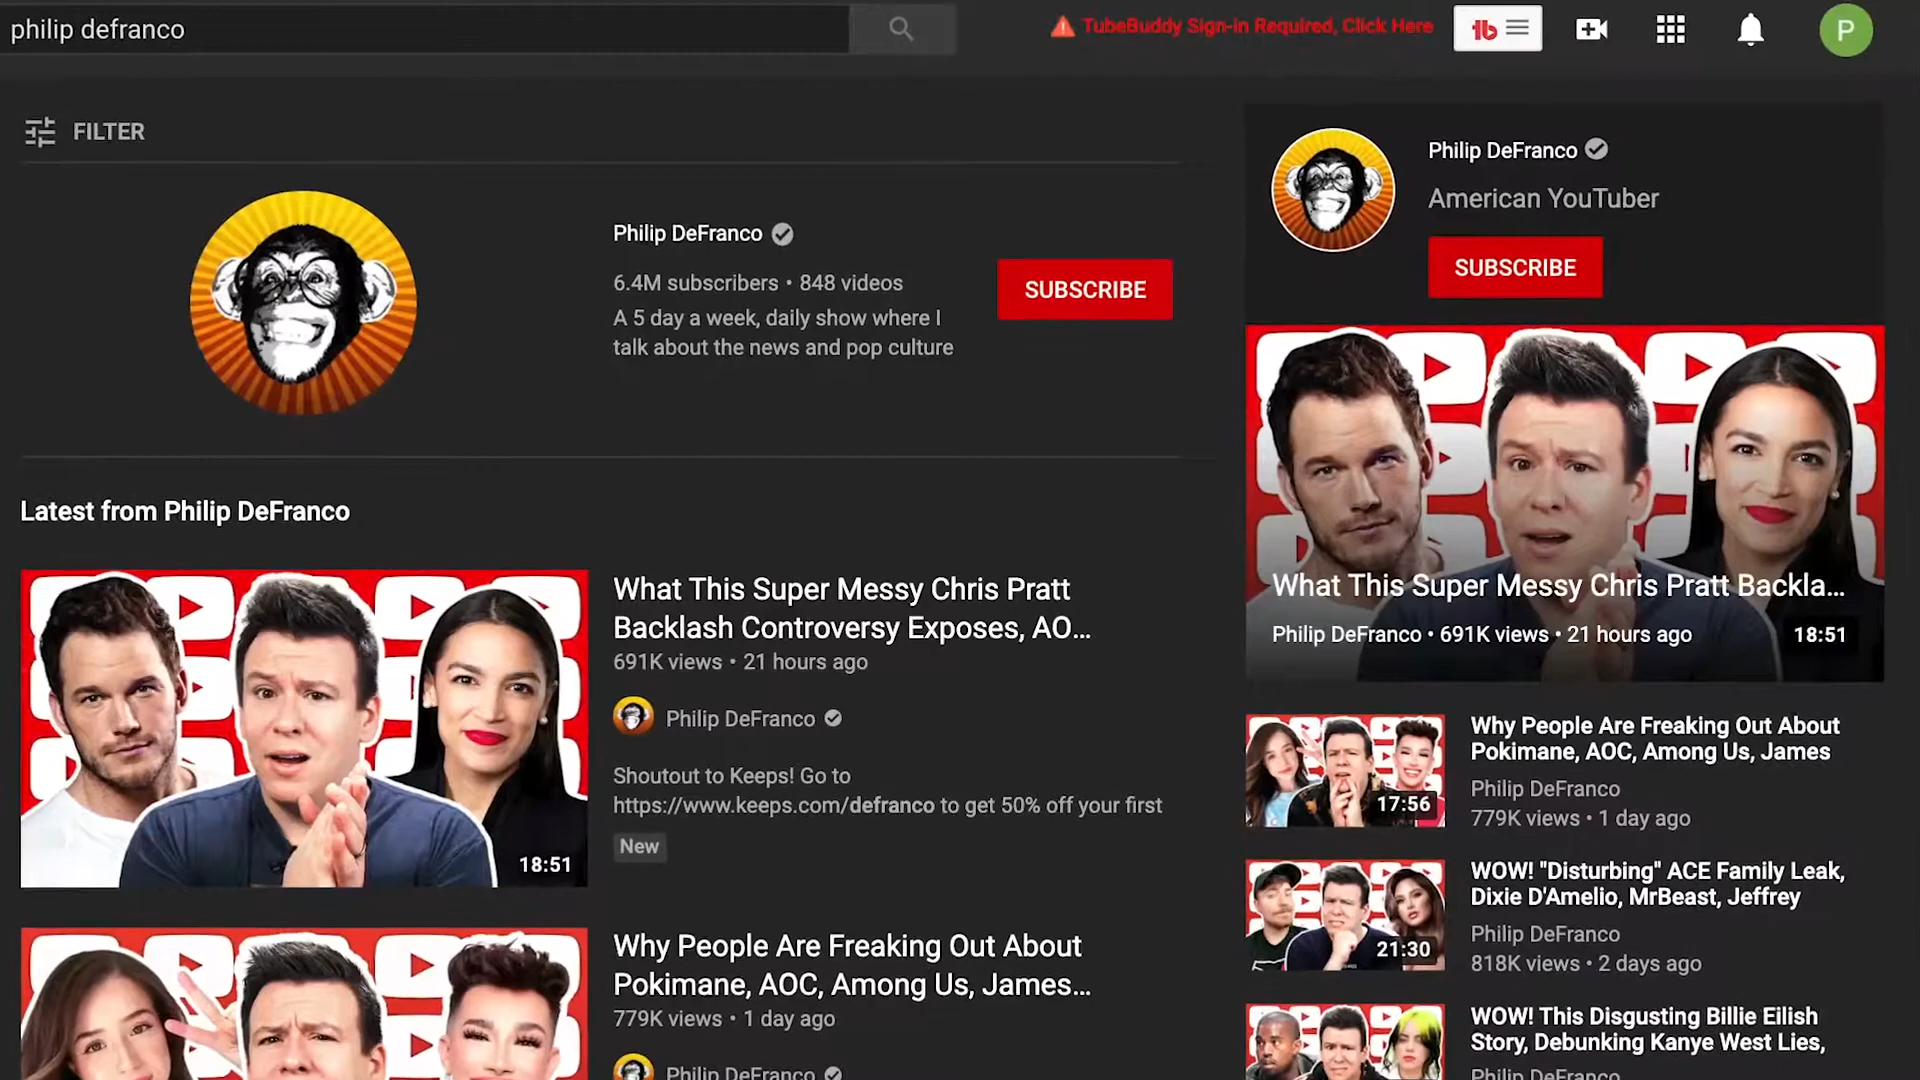 philip defranco
TubeBuddy Sign-in Required, Click Here
tb
P
FILTER
Philip DeFranco
6.4M subscribers • 848 videos
A 5 day a week, daily show where I
talk about the news and pop culture
SUBSCRIBE
Latest from Philip DeFranco
18:51
What This Super Messy Chris Pratt
Backlash Controversy Exposes, AO...
691K views • 21 hours ago
Philip DeFranco
Shoutout to Keeps! Go to
https://www.keeps.com/defranco to get 50% off your first
New
Why People Are Freaking Out About
Pokimane, AOC, Among Us, James...
779K views • 1 day ago
Philip DeFranco
Philip DeFranco
American YouTuber
SUBSCRIBE
What This Super Messy Chris Pratt Backla...
Philip DeFranco • 691K views • 21 hours ago
18:51
17:56
Why People Are Freaking Out About
Pokimane, AOC, Among Us, James
Philip DeFranco
779K views • 1 day ago
21:30
WOW! "Disturbing" ACE Family Leak,
Dixie D'Amelio, MrBeast, Jeffrey
Philip DeFranco
818K views • 2 days ago
WOW! This Disgusting Billie Eilish
Story, Debunking Kanye West Lies,
Philip DeFranco